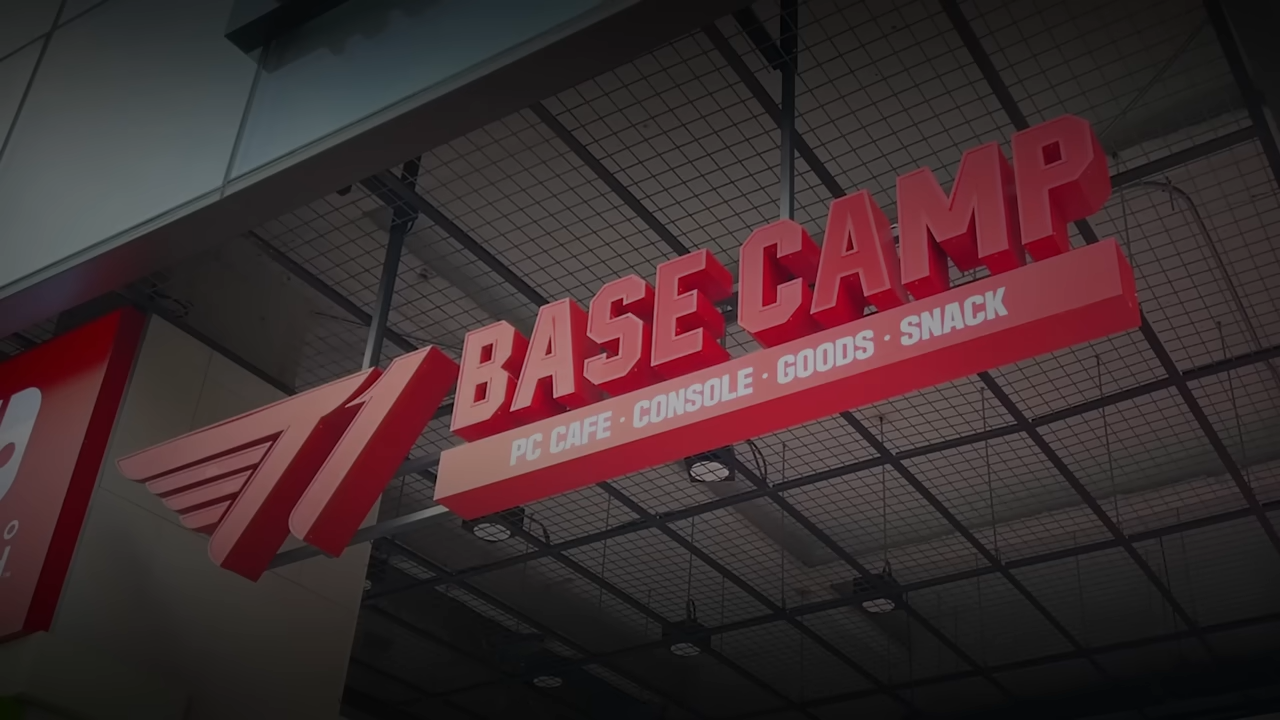 T1
BASE CAMP
PC CAFE · CONSOLE · GOODS · SNACK